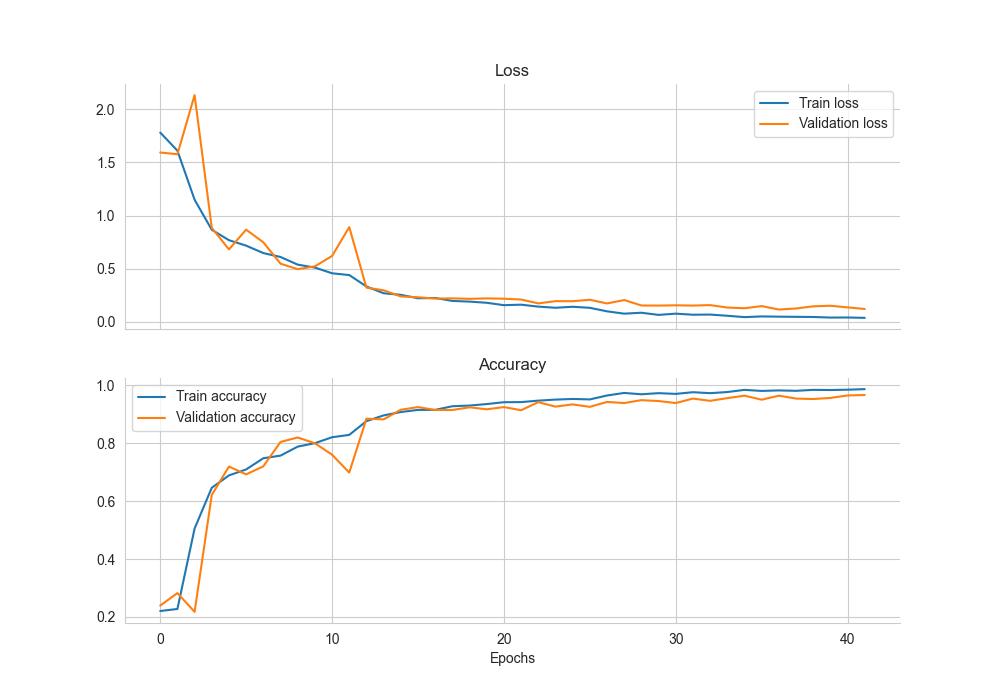 Loss
2.0
1.5
1.0
0.5
0.0
Train loss
Validation loss
Accuracy
1.0
0.8
0.6
0.4
0.2
Train accuracy
Validation accuracy
0 10 20 30 40
Epochs